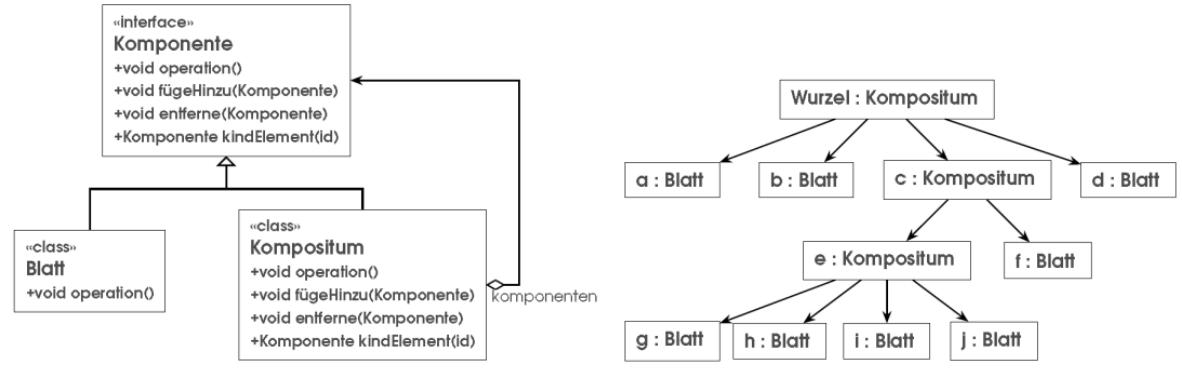 «interface»
Komponente
+void operation()
+void fügeHinzu(Komponente)
+void entferne(Komponente)
+Komponente kindElement(id)
«class»
Blatt
+void operation()
«class»
Kompositum
+void operation()
+void fügeHinzu(Komponente)
+void entferne(Komponente)
+Komponente kindElement(id)
komponenten
Wurzel : Kompositum
a : Blatt
b : Blatt
c : Kompositum
d : Blatt
e : Kompositum
f : Blatt
g : Blatt
h : Blatt
i : Blatt
j : Blatt